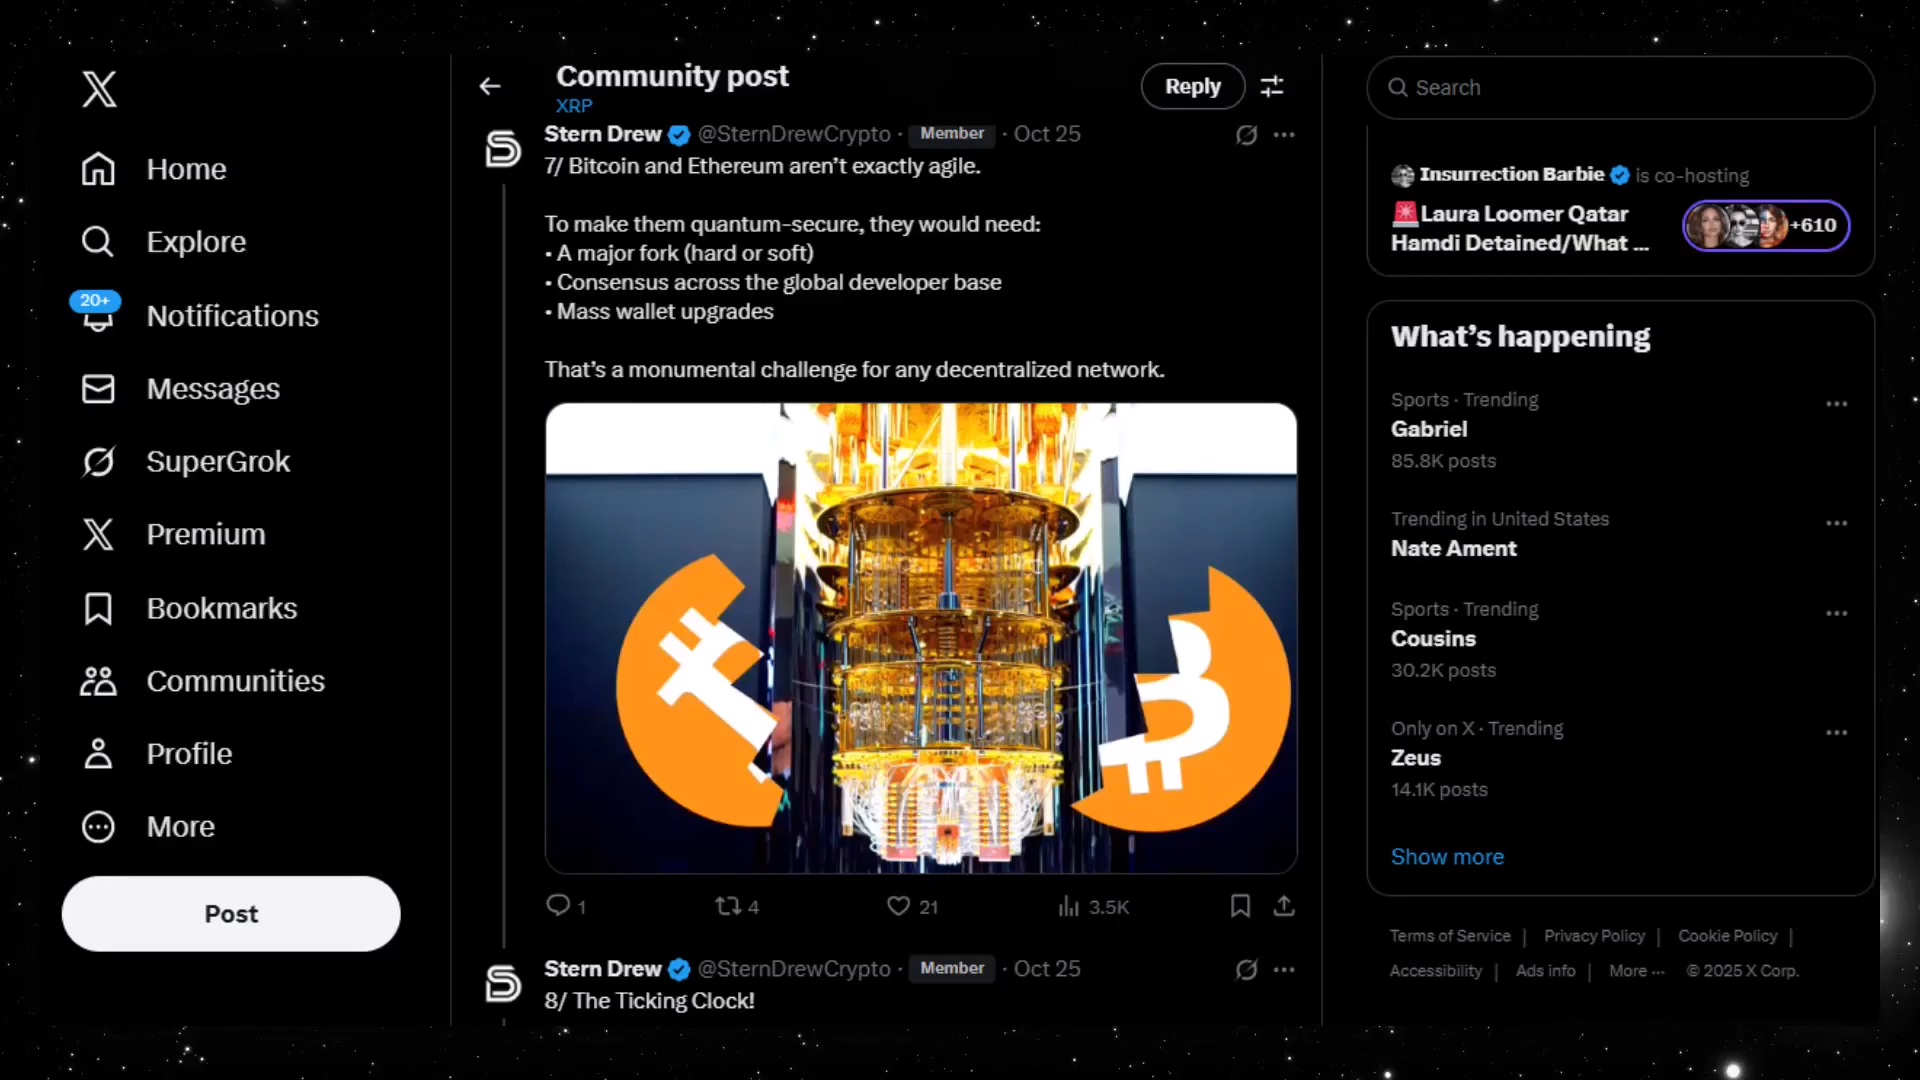 Home
Explore
20+
Notifications
Messages
SuperGrok
Premium
Bookmarks
Communities
Profile
More
Post
Community post
XRP
Reply
Stern Drew @SternDrewCrypto · Member · Oct 25
7/ Bitcoin and Ethereum aren’t exactly agile.
To make them quantum-secure, they would need:
• A major fork (hard or soft)
• Consensus across the global developer base
• Mass wallet upgrades
That’s a monumental challenge for any decentralized network.
1
4
21
3.5K
Stern Drew @SternDrewCrypto · Member · Oct 25
8/ The Ticking Clock!
Search
Insurrection Barbie is co-hosting
🚨Laura Loomer Qatar
Hamdi Detained/What ...
+610
What’s happening
Sports · Trending
Gabriel
85.8K posts
Trending in United States
Nate Ament
Sports · Trending
Cousins
30.2K posts
Only on X · Trending
Zeus
14.1K posts
Show more
Terms of Service | Privacy Policy | Cookie Policy |
Accessibility | Ads info | More ··· © 2025 X Corp.